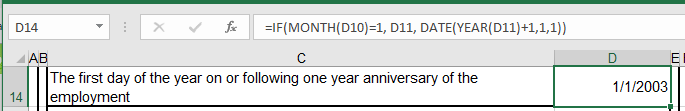 D14 fx =IF(MONTH(D10)=1, D11, DATE(YEAR(D11)+1,1,1))
A B C D E
The first day of the year on or following one year anniversary of the
14 employment 1/1/2003